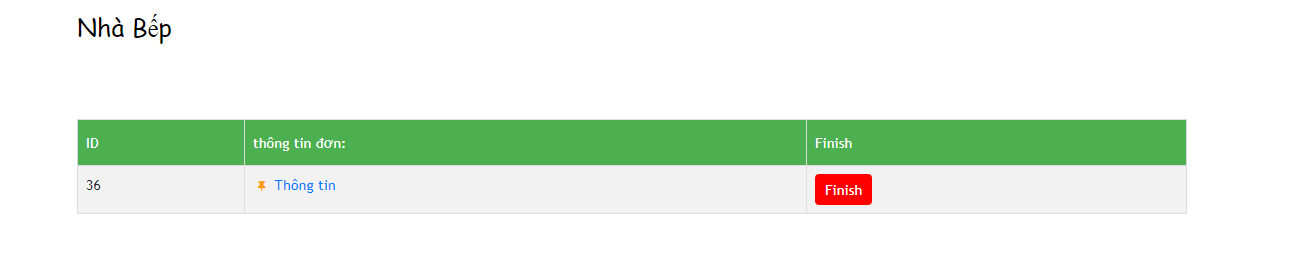 Nhà Bếp
ID thông tin đơn: Finish
36 Thông tin Finish